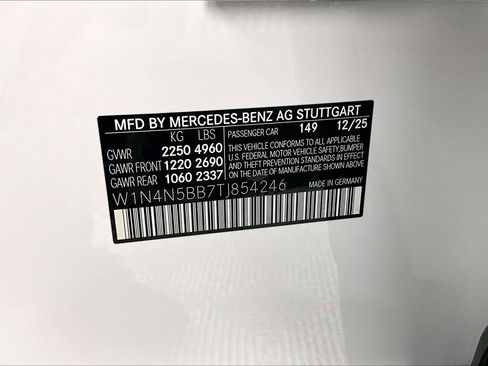 MFD BY MERCEDES-BENZ AG STUTTGART
KG LBS PASSENGER CAR 149 12/25
GVWR 2250 4960
GAWR FRONT 1220 2690
GAWR REAR 1060 2337
THIS VEHICLE CONFORMS TO ALL APPLICABLE
U.S. FEDERAL MOTOR VEHICLE SAFETY,BUMPER,
AND THEFT PREVENTION STANDARDS IN
EFFECT ON THE DATE OF MANUFACTURE
SHOWN ABOVE.
W1N4N5BB7TJ854246
MADE IN GERMANY